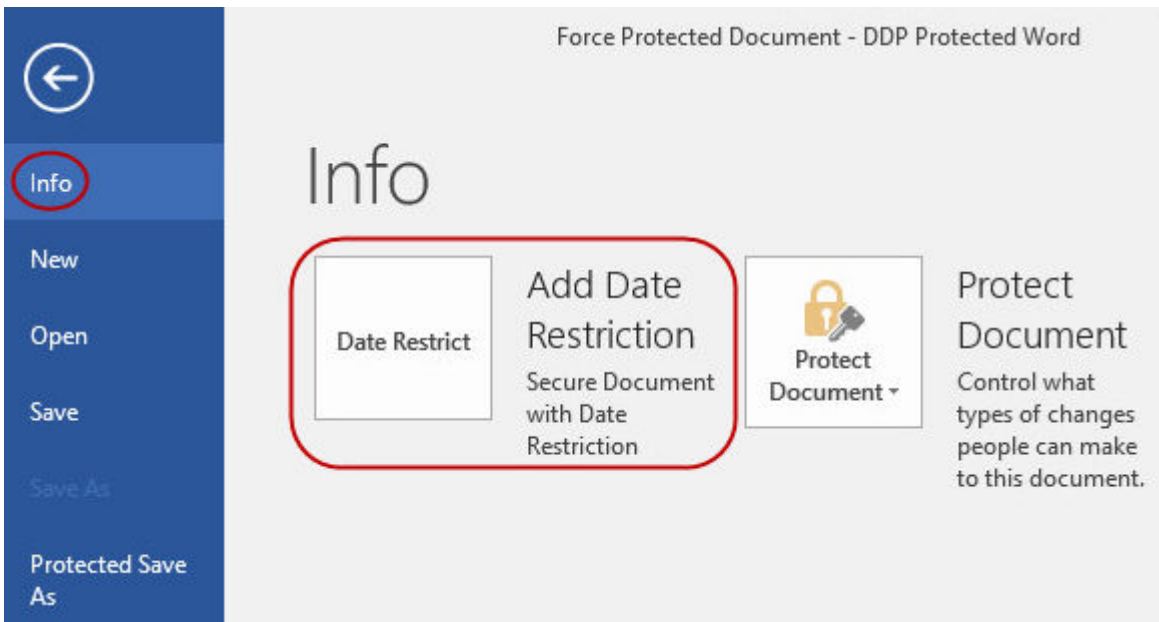 Force Protected Document - DDP Protected Word
Info
New
Open
Save
Save As
Protected Save
As
Info
Date Restrict
Add Date
Restriction
Secure Document
with Date
Restriction
Protect
Document
Protect
Document
Control what
types of changes
people can make
to this document.